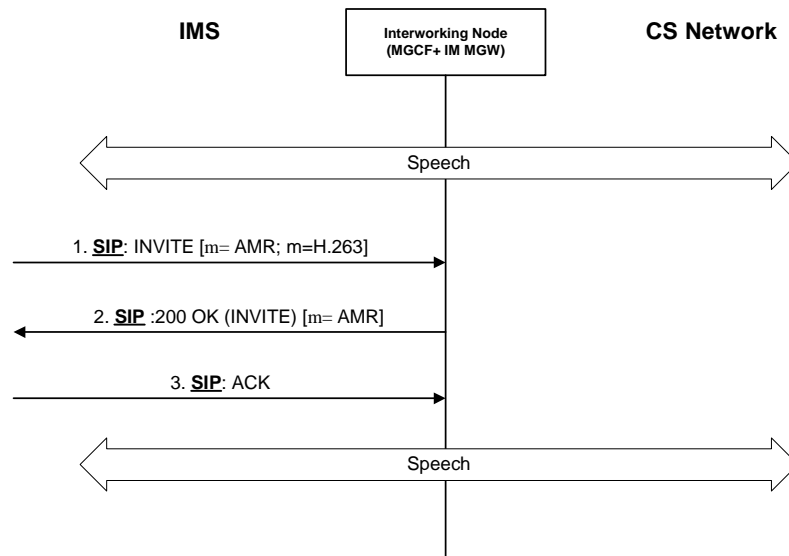 IMS
Interworking Node
(MGCF+ IM MGW)
CS Network
Speech
1. SIP: INVITE [m= AMR; m=H.263]
2. SIP :200 OK (INVITE) [m= AMR]
3. SIP: ACK
Speech